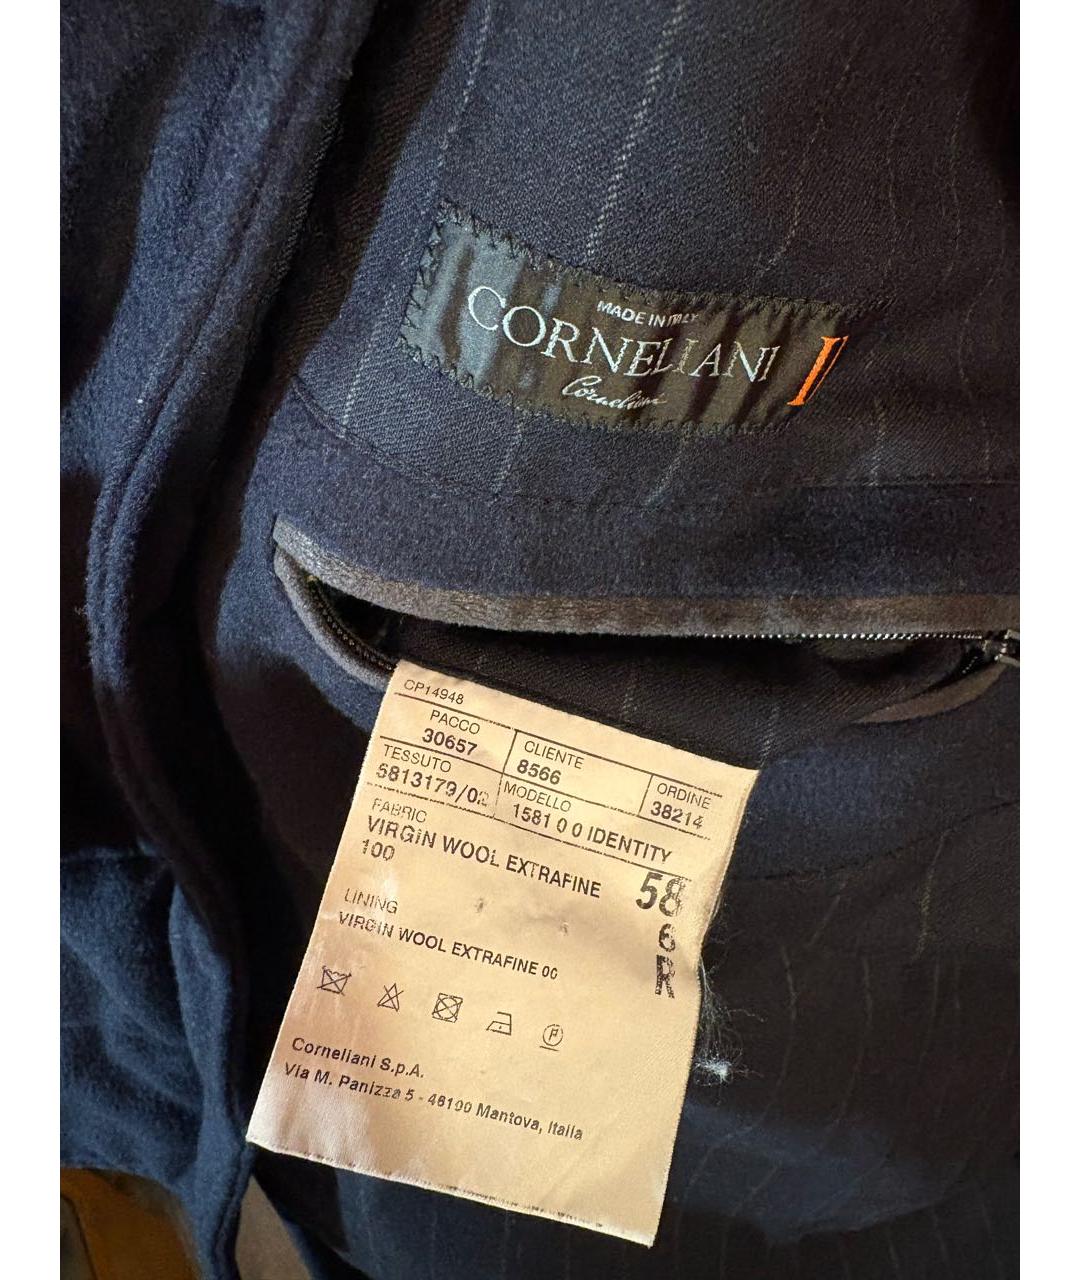 MADE IN ITALY
CORNELIANI
Corneliani
CP14948
PACCO
30657
CLIENTE
8566
ORDINE
38214
TESSUTO
5813179/02
MODELLO
1581 0 0 IDENTITY
FABRIC
VIRGIN WOOL EXTRAFINE
100
58
6
R
LINING
VIRGIN WOOL EXTRAFINE 00
P
Corneliani S.p.A.
Via M. Panizza 5 - 46100 Mantova, Italia